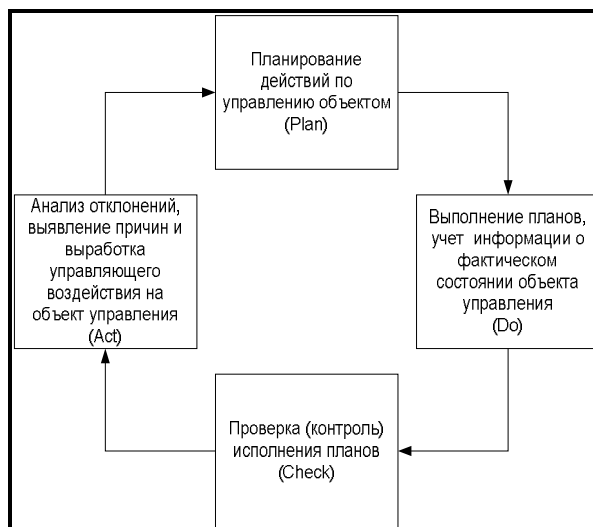 Планирование
действий по
управлению объектом
(Plan)
Выполнение планов,
учет информации о
фактическом
состоянии объекта
управления
(Do)
Проверка (контроль)
исполнения планов
(Check)
Анализ отклонений,
выявление причин и
выработка
управляющего
воздействия на
объект управления
(Act)